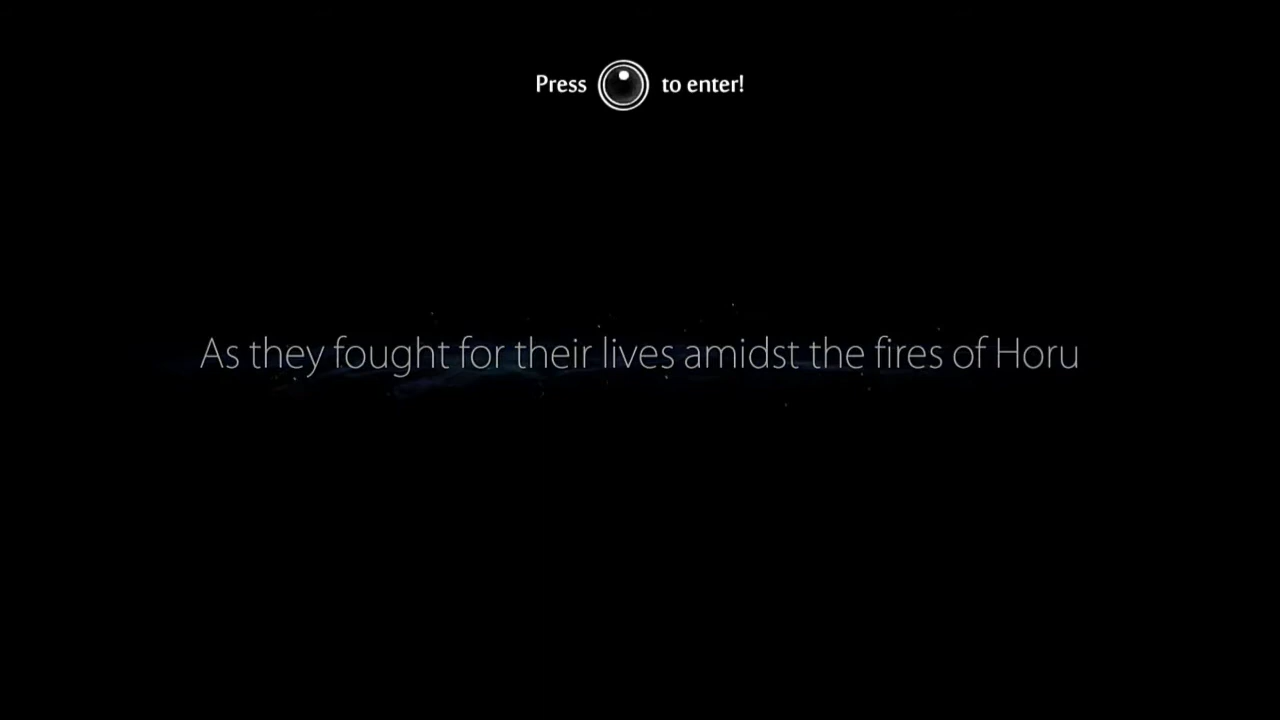 Press to enter!
As they fought for their lives amidst the fires of Horu